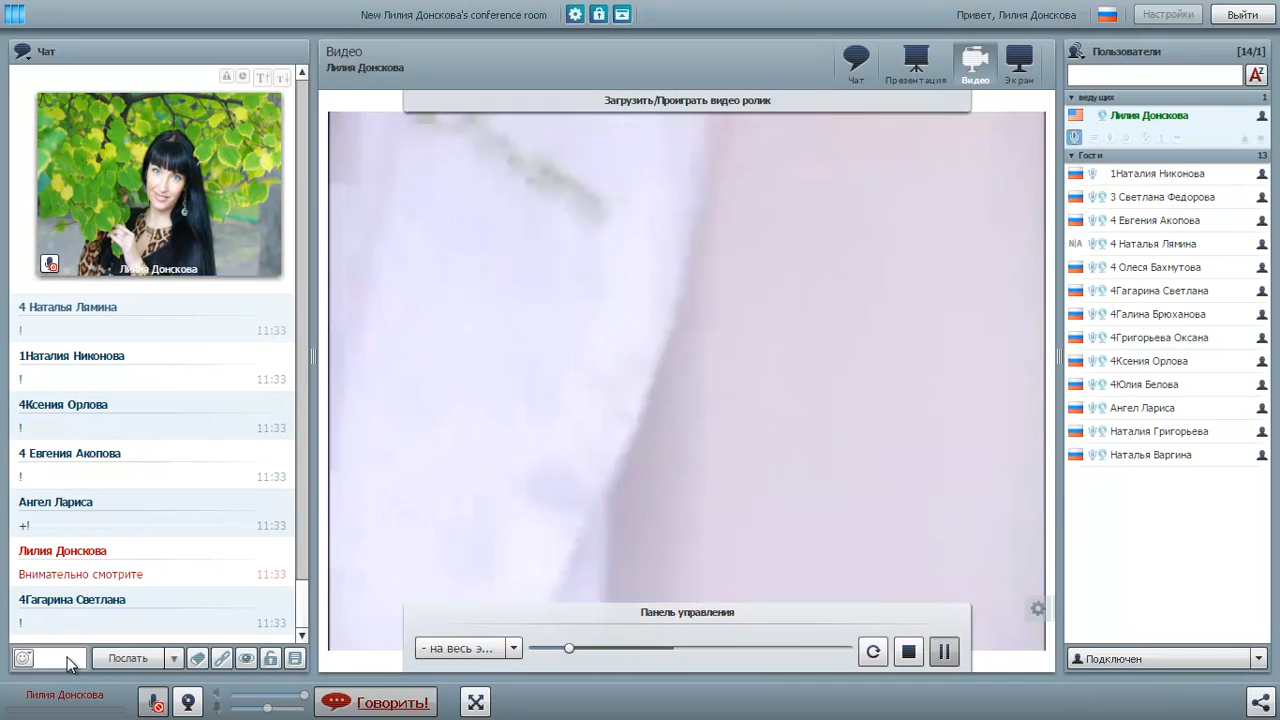 New Лилия Донскова's conference room
Привет, Лилия Донскова
Настройки
Выйти
Чат
T↑
T↓
Лилия Донскова
4 Наталья Лямина
!
11:33
1Наталия Никонова
!
11:33
4Ксения Орлова
!
11:33
4 Евгения Акопова
!
11:33
Ангел Лариса
+!
11:33
Лилия Донскова
Внимательно смотрите
11:33
4Гагарина Светлана
!
11:33
Послать
Видео
Лилия Донскова
Чат
Презентация
Видео
Экран
Загрузить/Проиграть видео ролик
Панель управления
- на весь э...
Пользователи
[14/1]
AZ
ведущих
1
Лилия Донскова
Гости
13
1Наталия Никонова
3 Светлана Федорова
4 Евгения Акопова
N/A
4 Наталья Лямина
4 Олеся Бахмутова
4Гагарина Светлана
4Галина Брюханова
4Григорьева Оксана
4Ксения Орлова
4Юлия Белова
Ангел Лариса
Наталия Григорьева
Наталья Варгина
Подключен
Лилия Донскова
Говорить!